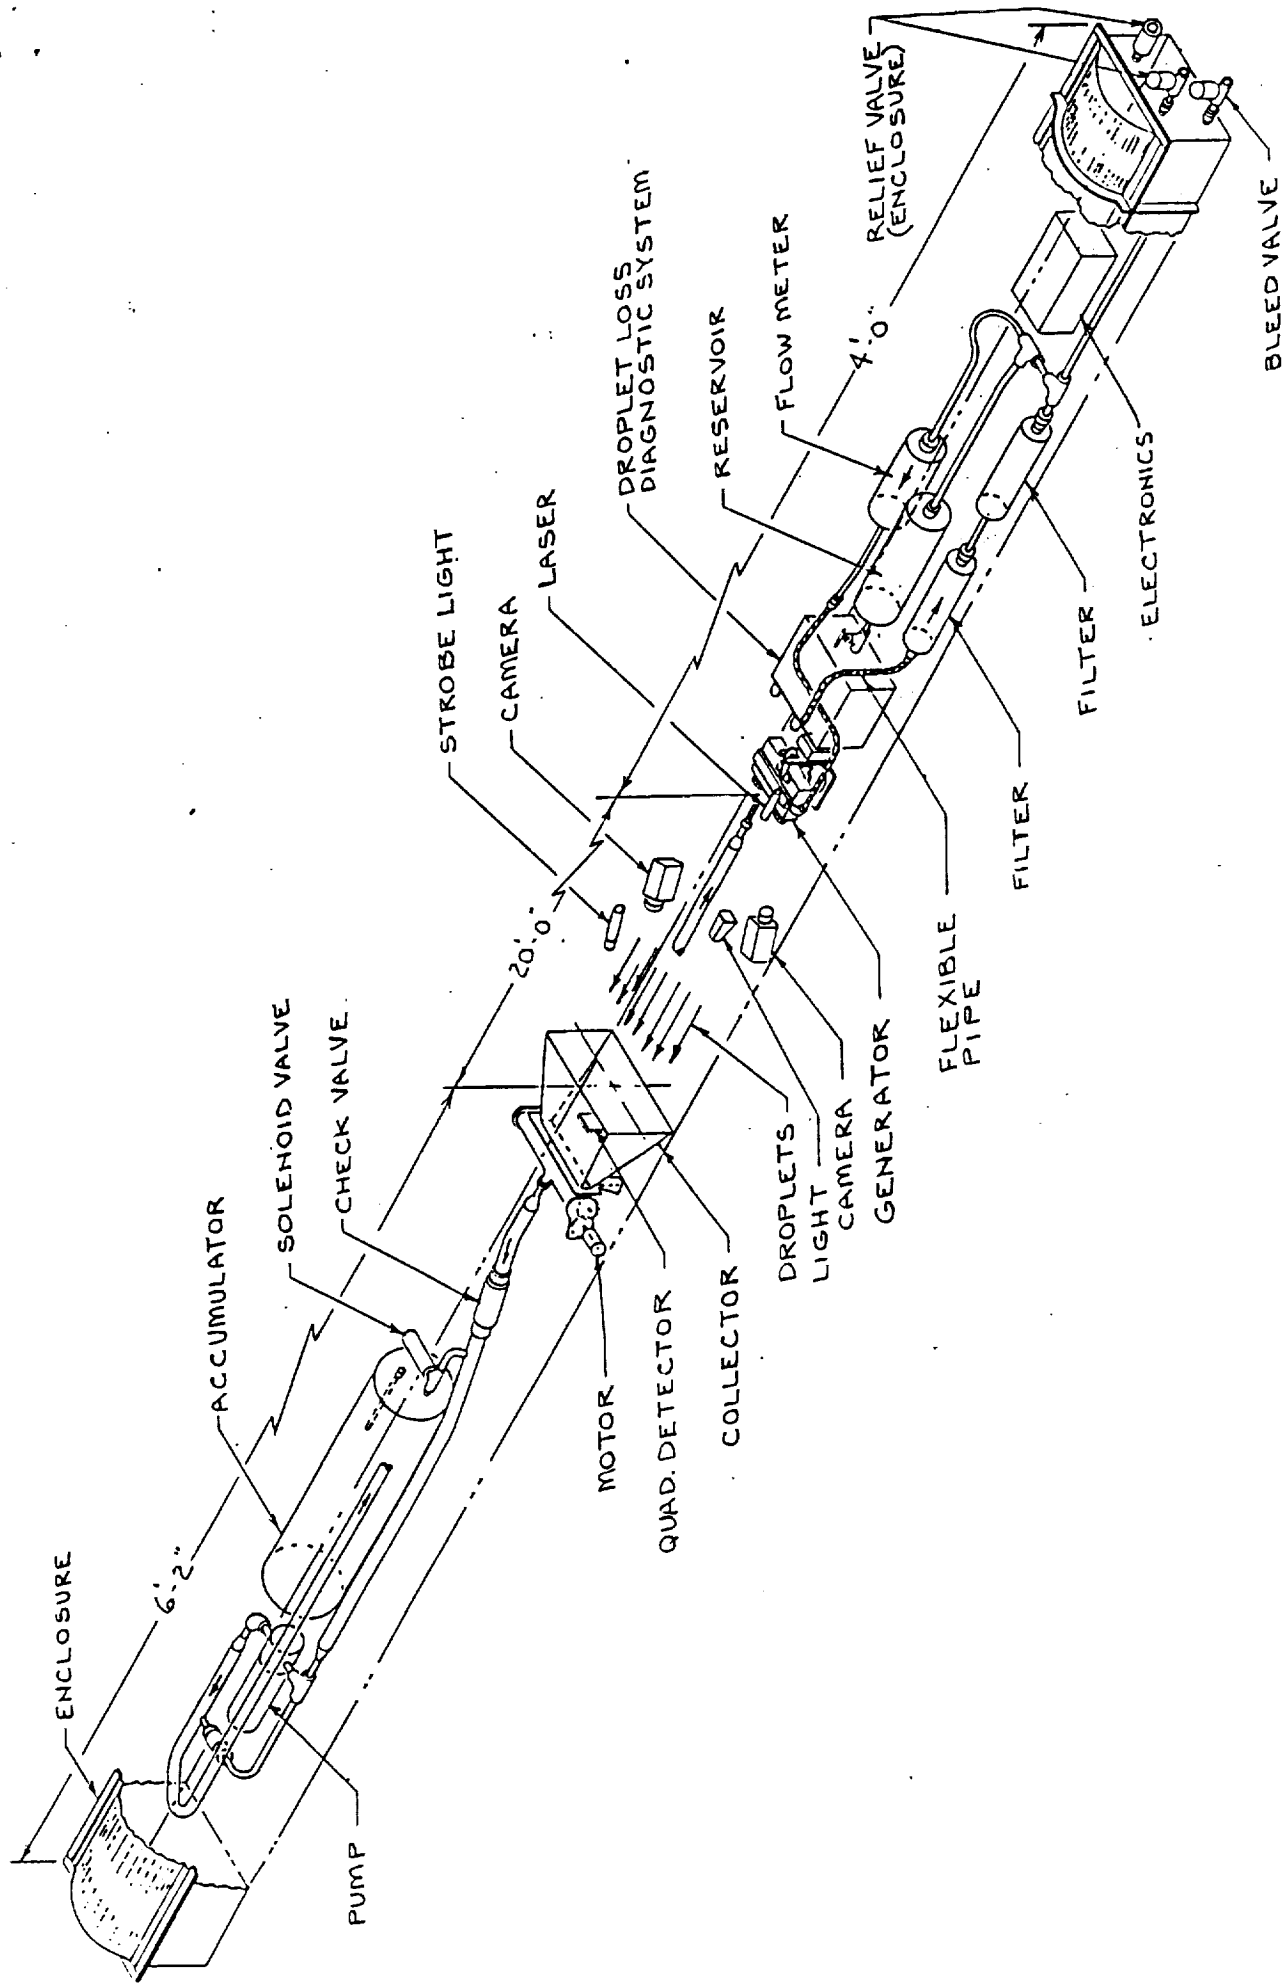 ENCLOSURE
6'-2"
ACCUMULATOR
SOLENOID VALVE
CHECK VALVE
20'-0"
STROBE LIGHT
CAMERA
LASER
DROPLET LOSS
DIAGNOSTIC SYSTEM
RESERVOIR
FLOW METER
4'-0"
RELIEF VALVE
(ENCLOSURE)
PUMP
MOTOR
QUAD. DETECTOR
COLLECTOR
DROPLETS
LIGHT
CAMERA
GENERATOR
FLEXIBLE
PIPE
FILTER
FILTER
ELECTRONICS
BLEED VALVE